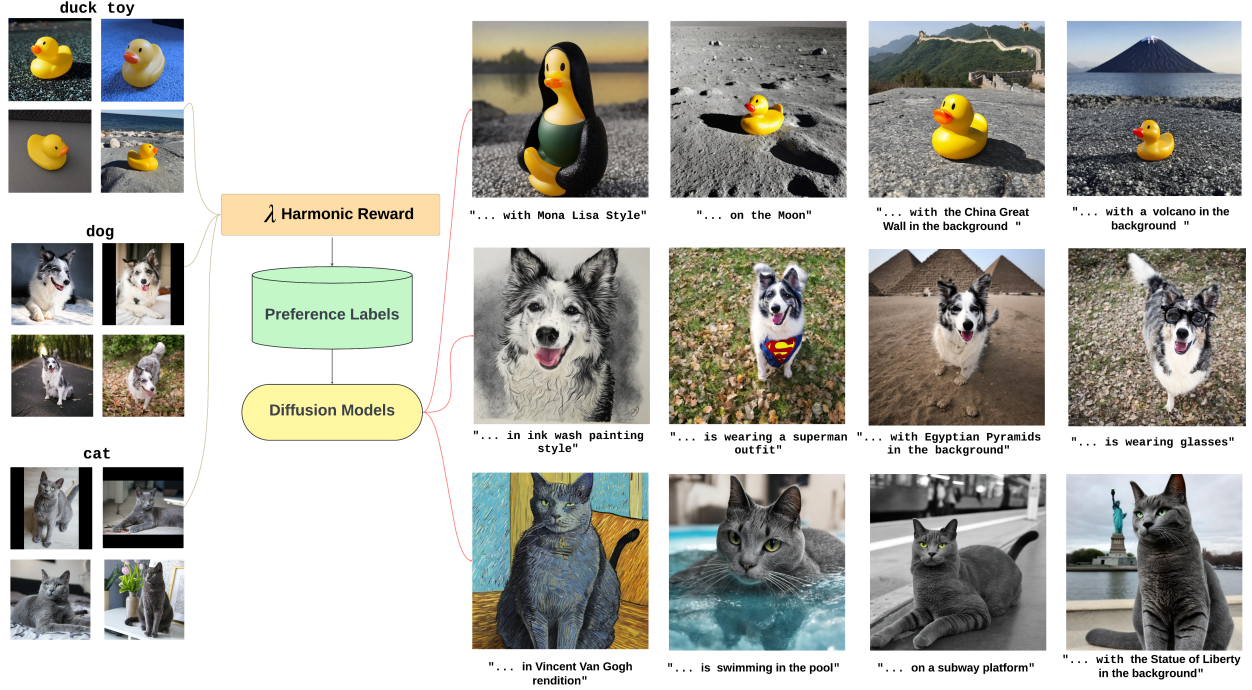 duck toy
dog
cat
λ Harmonic Reward
Preference Labels
Diffusion Models
"... with Mona Lisa Style"
"... on the Moon"
"... with the China Great
Wall in the background "
"... with a volcano in the
background "
"... in ink wash painting
style"
"... is wearing a superman
outfit"
"... with Egyptian Pyramids
in the background"
"... is wearing glasses"
"... in Vincent Van Gogh
rendition"
"... is swimming in the pool"
"... on a subway platform"
"... with the Statue of Liberty
in the background"